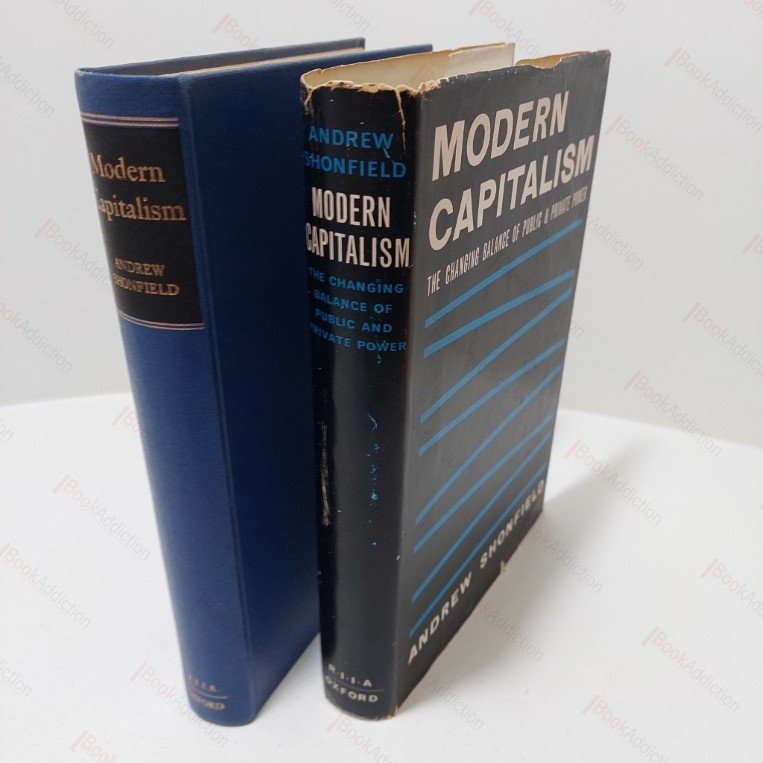 Modern
Capitalism
ANDREW
SHONFIELD
R.I.I.A.
OXFORD
ANDREW
SHONFIELD
MODERN
CAPITALISM
THE CHANGING
BALANCE OF
PUBLIC AND
PRIVATE POWER
R·I·I·A
OXFORD
MODERN
CAPITALISM
THE CHANGING BALANCE OF PUBLIC & PRIVATE POWER
ANDREW SHONFIELD
BookAddiction